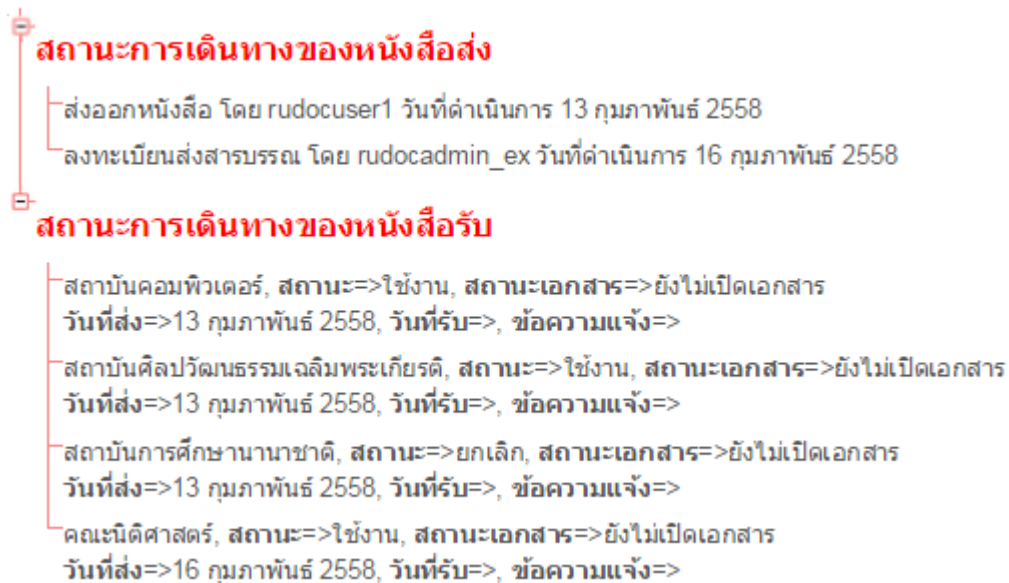 สถานะการเดินทางของหนังสือส่ง
ส่งออกหนังสือ โดย rudocuser1 วันที่ดำเนินการ 13 กุมภาพันธ์ 2558
ลงทะเบียนส่งสารบรรณ โดย rudocadmin_ex วันที่ดำเนินการ 16 กุมภาพันธ์ 2558
สถานะการเดินทางของหนังสือรับ
สถาบันคอมพิวเตอร์, สถานะ=>ใช้งาน, สถานะเอกสาร=>ยังไม่เปิดเอกสาร
วันที่ส่ง=>13 กุมภาพันธ์ 2558, วันที่รับ=>, ข้อความแจ้ง=>
สถาบันศิลปวัฒนธรรมเฉลิมพระเกียรติ, สถานะ=>ใช้งาน, สถานะเอกสาร=>ยังไม่เปิดเอกสาร
วันที่ส่ง=>13 กุมภาพันธ์ 2558, วันที่รับ=>, ข้อความแจ้ง=>
สถาบันการศึกษานานาชาติ, สถานะ=>ยกเลิก, สถานะเอกสาร=>ยังไม่เปิดเอกสาร
วันที่ส่ง=>13 กุมภาพันธ์ 2558, วันที่รับ=>, ข้อความแจ้ง=>
คณะนิติศาสตร์, สถานะ=>ใช้งาน, สถานะเอกสาร=>ยังไม่เปิดเอกสาร
วันที่ส่ง=>16 กุมภาพันธ์ 2558, วันที่รับ=>, ข้อความแจ้ง=>